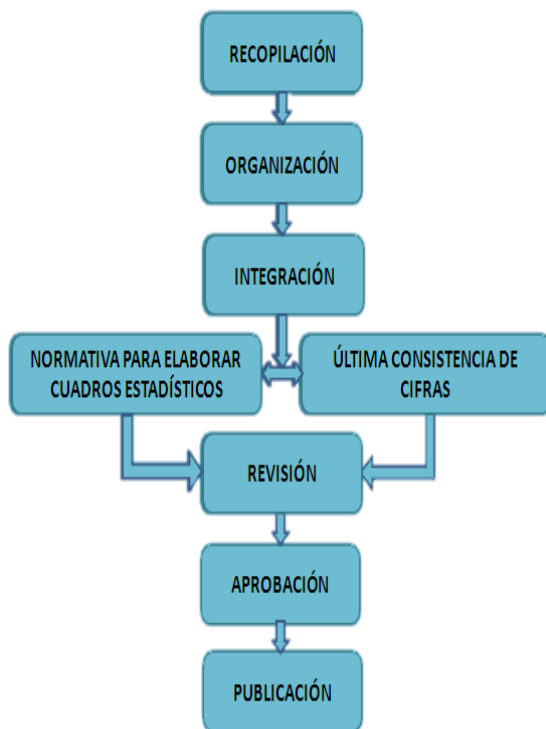 RECOPILACIÓN
ORGANIZACIÓN
INTEGRACIÓN
NORMATIVA PARA ELABORAR
CUADROS ESTADÍSTICOS
ÚLTIMA CONSISTENCIA DE
CIFRAS
REVISIÓN
APROBACIÓN
PUBLICACIÓN